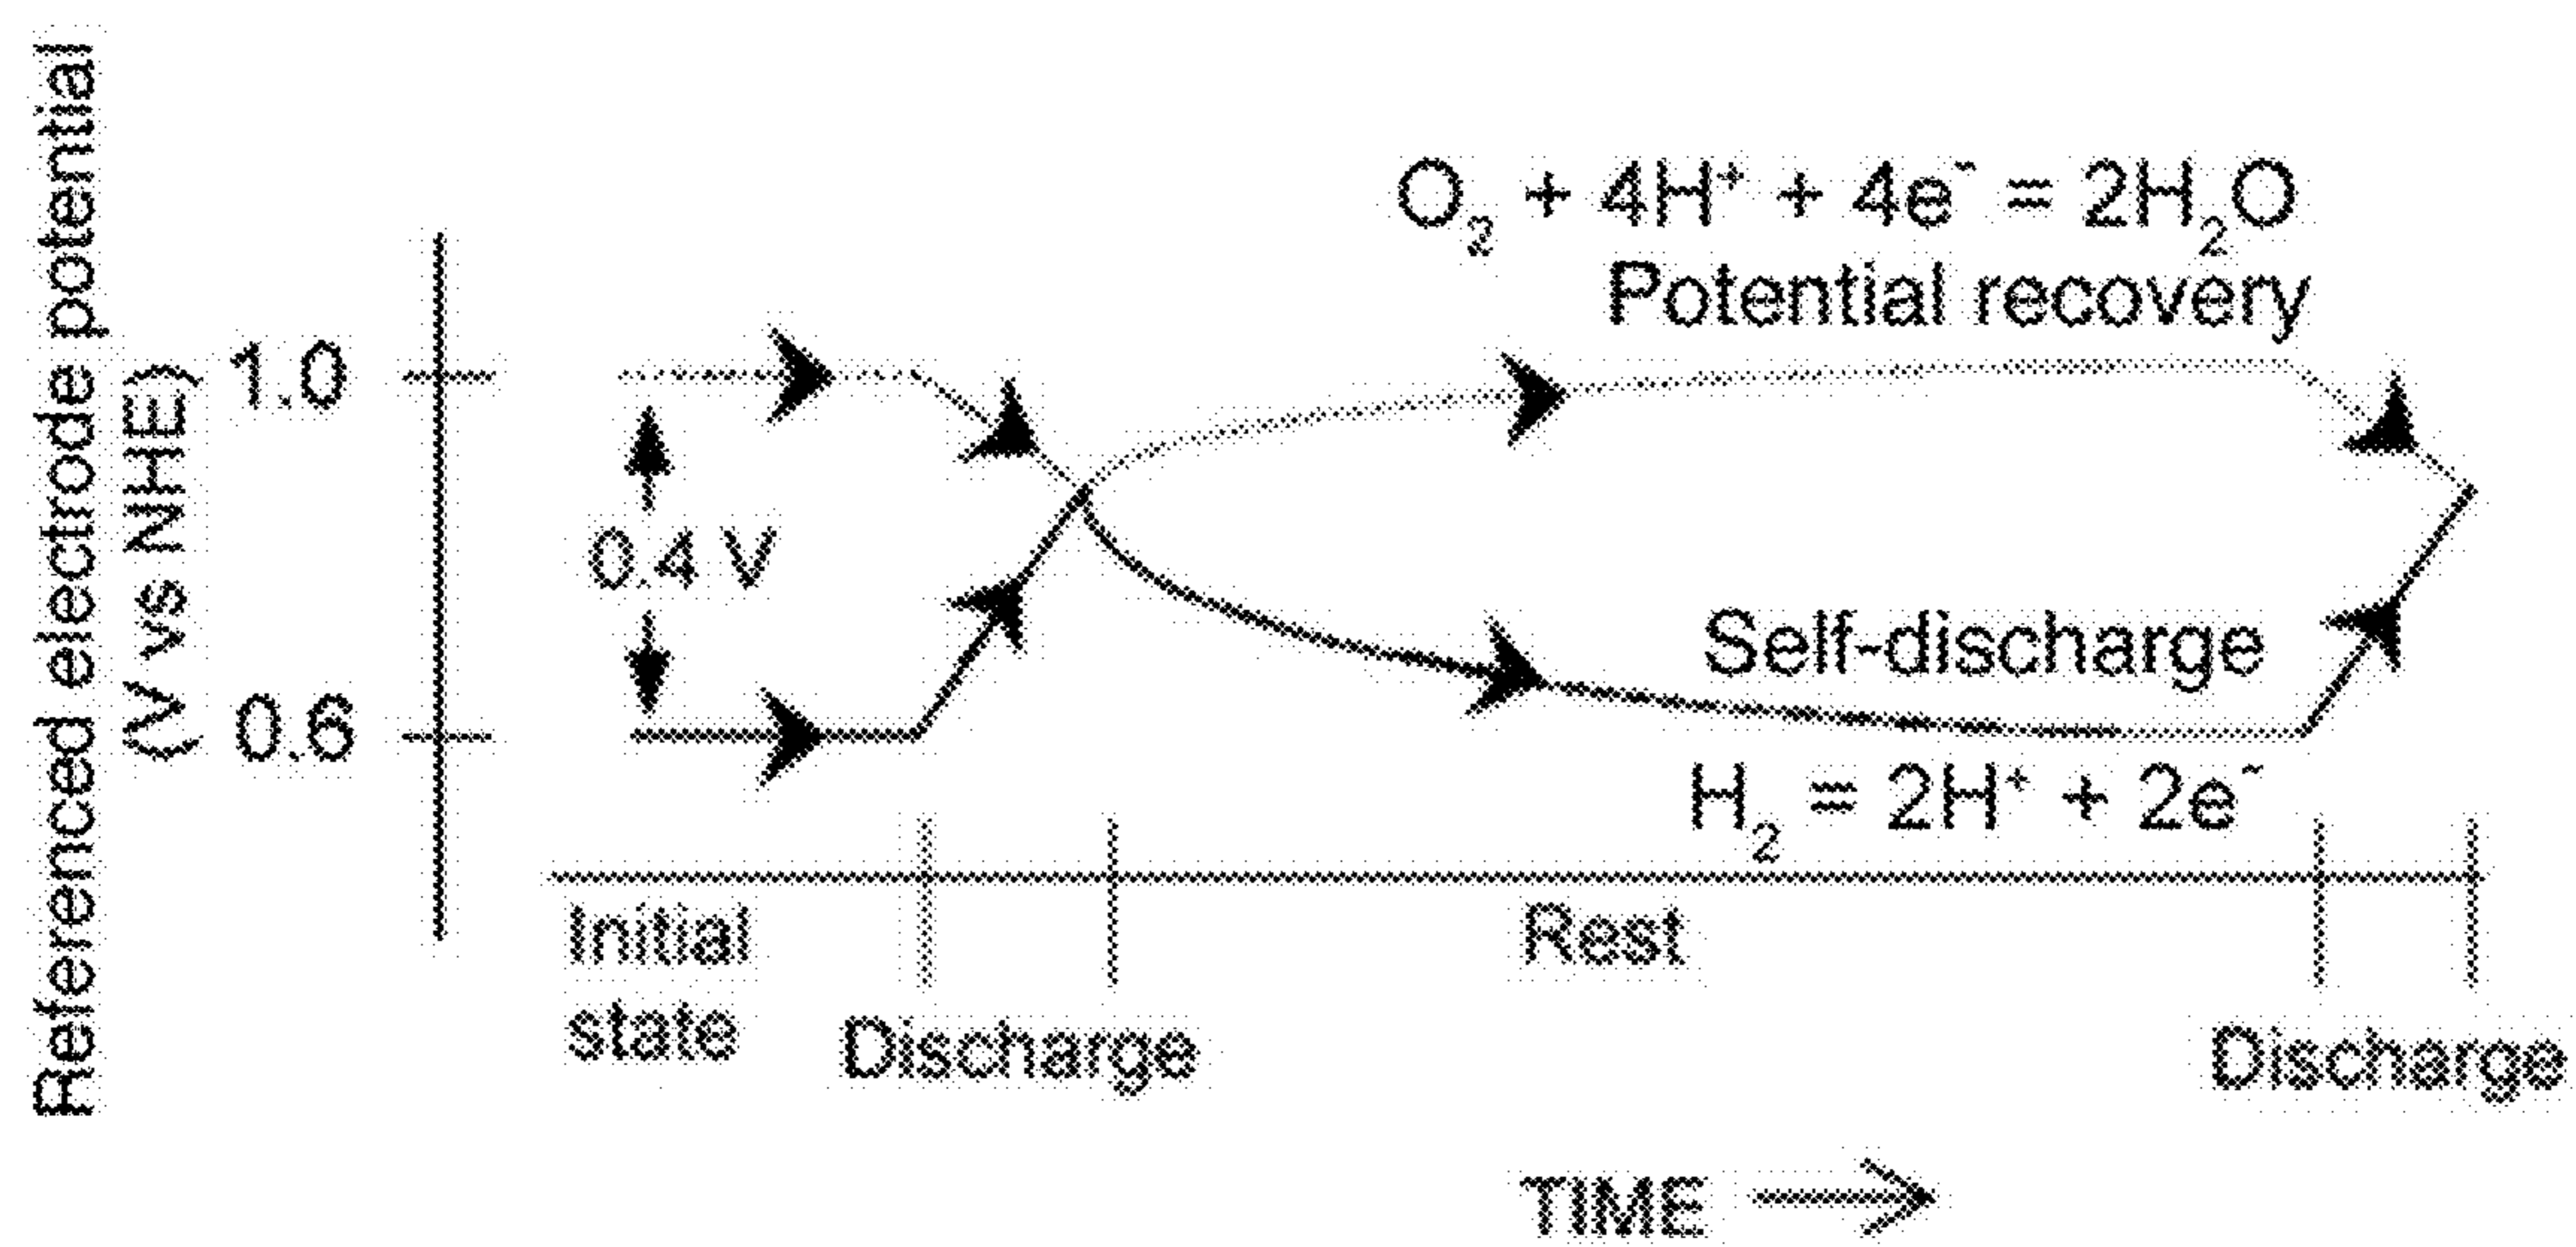 Referenced electrode potential
(V vs NHE)
1.0
0.6
0.4 V
O₂ + 4H⁺ + 4e⁻ = 2H₂O
Potential recovery
Self-discharge
H₂ = 2H⁺ + 2e⁻
Initial
state
Discharge
Rest
Discharge
TIME